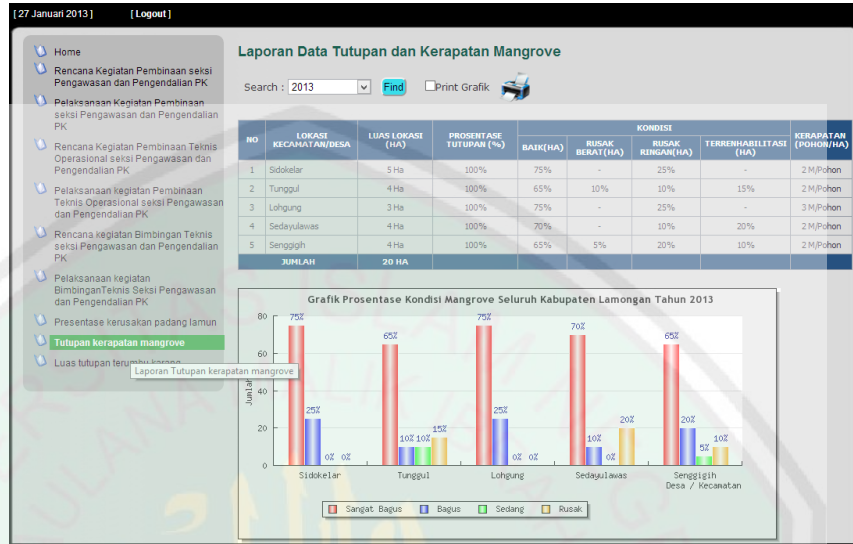 [ 27 Januari 2013 ] [ Logout ]
Home
Rencana Kegiatan Pembinaan seksi
Pengawasan dan Pengendalian PK
Pelaksanaan Kegiatan Pembinaan
seksi Pengawasan dan Pengendalian
PK
Rencana Kegiatan Pembinaan Teknis
Operasional seksi Pengawasan dan
Pengendalian PK
Pelaksanaan kegiatan Pembinaan
Teknis Operasional seksi Pengawasan
dan Pengendalian PK
Rencana kegiatan Bimbingan Teknis
seksi Pengawasan dan Pengendalian
PK
Pelaksanaan kegiatan
BimbinganTeknis Seksi Pengawasan
dan Pengendalian PK
Presentase kerusakan padang lamun
Tutupan kerapatan mangrove
Luas tutupan terumbu karang
Laporan Tutupan kerapatan mangrove
Laporan Data Tutupan dan Kerapatan Mangrove
Search : 2013 Find Print Grafik
NO LOKASI KECAMATAN/DESA LUAS LOKASI (HA) PROSENTASE TUTUPAN (%) KONDISI KERAPATAN (POHON/HA)
BAIK(HA) RUSAK BERAT(HA) RUSAK RINGAN(HA) TERRENHABILITASI (HA)
1 Sidokelar 5 Ha 100% 75% - 25% - 2 M/Pohon
2 Tunggul 4 Ha 100% 65% 10% 10% 15% 2 M/Pohon
3 Lohgung 3 Ha 100% 75% - 25% - 3 M/Pohon
4 Sedayulawas 4 Ha 100% 70% - 10% 20% 2 M/Pohon
5 Senggigih 4 Ha 100% 65% 5% 20% 10% 2 M/Pohon
JUMLAH 20 HA
Grafik Prosentase Kondisi Mangrove Seluruh Kabupaten Lamongan Tahun 2013
Jumlah
80
60
40
20
0
75% 25% 0% 0%
65% 10% 10% 15%
75% 25% 0% 0%
70% 10% 0% 20%
65% 20% 5% 10%
Sidokelar Tunggul Lohgung Sedayulawas Senggigih
Desa / Kecamatan
Sangat Bagus Bagus Sedang Rusak